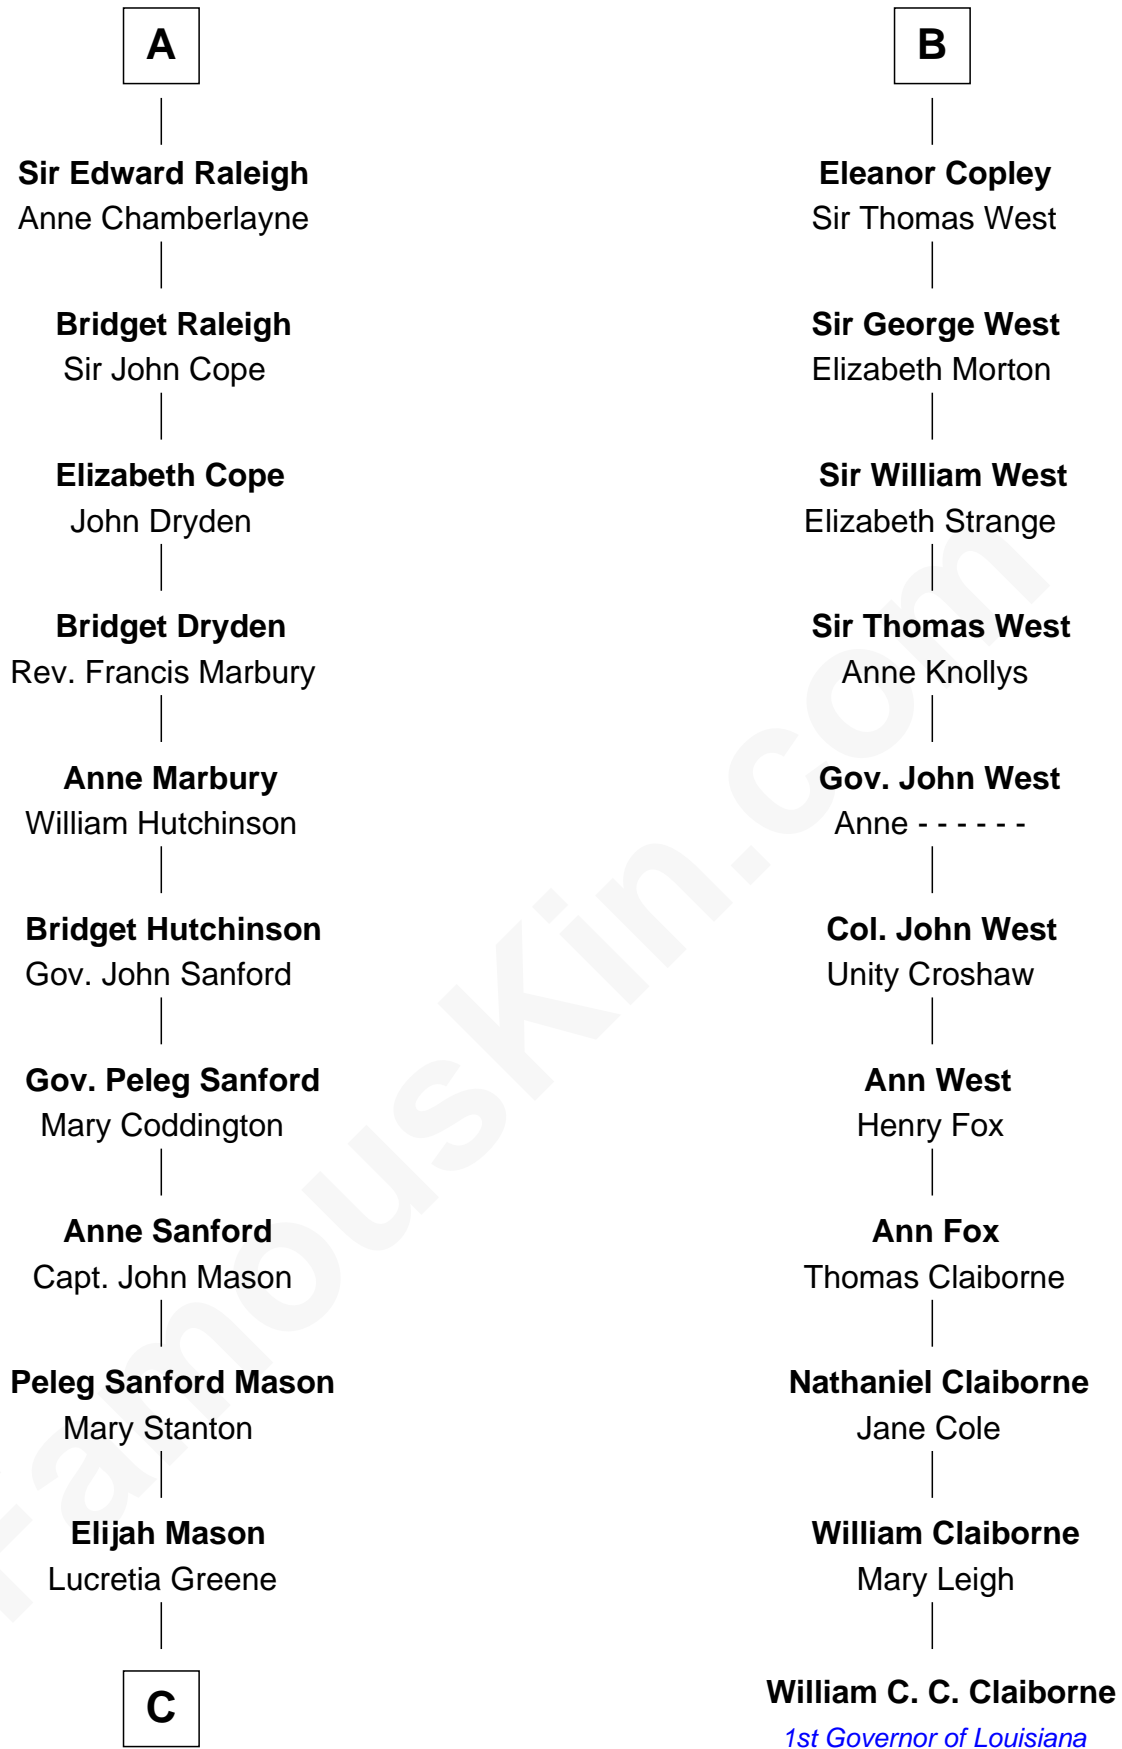 A
Sir Edward Raleigh
Anne Chamberlayne
Bridget Raleigh
Sir John Cope
Elizabeth Cope
John Dryden
Bridget Dryden
Rev. Francis Marbury
Anne Marbury
William Hutchinson
Bridget Hutchinson
Gov. John Sanford
Gov. Peleg Sanford
Mary Coddington
Anne Sanford
Capt. John Mason
Peleg Sanford Mason
Mary Stanton
Elijah Mason
Lucretia Greene
C
B
Eleanor Copley
Sir Thomas West
Sir George West
Elizabeth Morton
Sir William West
Elizabeth Strange
Sir Thomas West
Anne Knollys
Gov. John West
Anne - - - - - -
Col. John West
Unity Croshaw
Ann West
Henry Fox
Ann Fox
Thomas Claiborne
Nathaniel Claiborne
Jane Cole
William Claiborne
Mary Leigh
William C. C. Claiborne
1st Governor of Louisiana
FamousKin.com